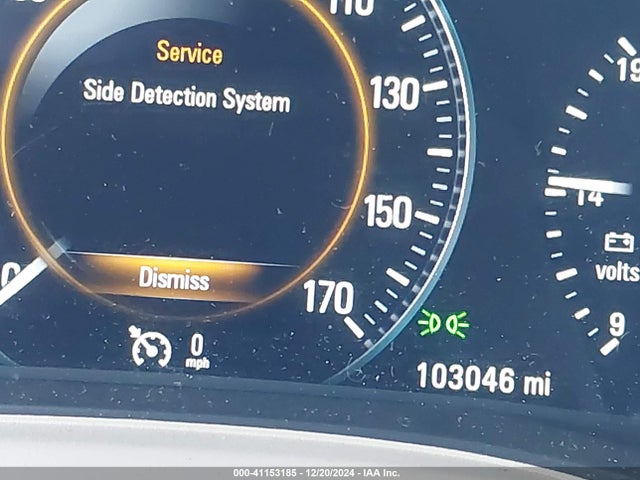 110
Service
Side Detection System
130
150
Dismiss
170
0
mph
103046 mi
19
14
volts
9
000-41153185 - 12/20/2024 - IAA Inc.